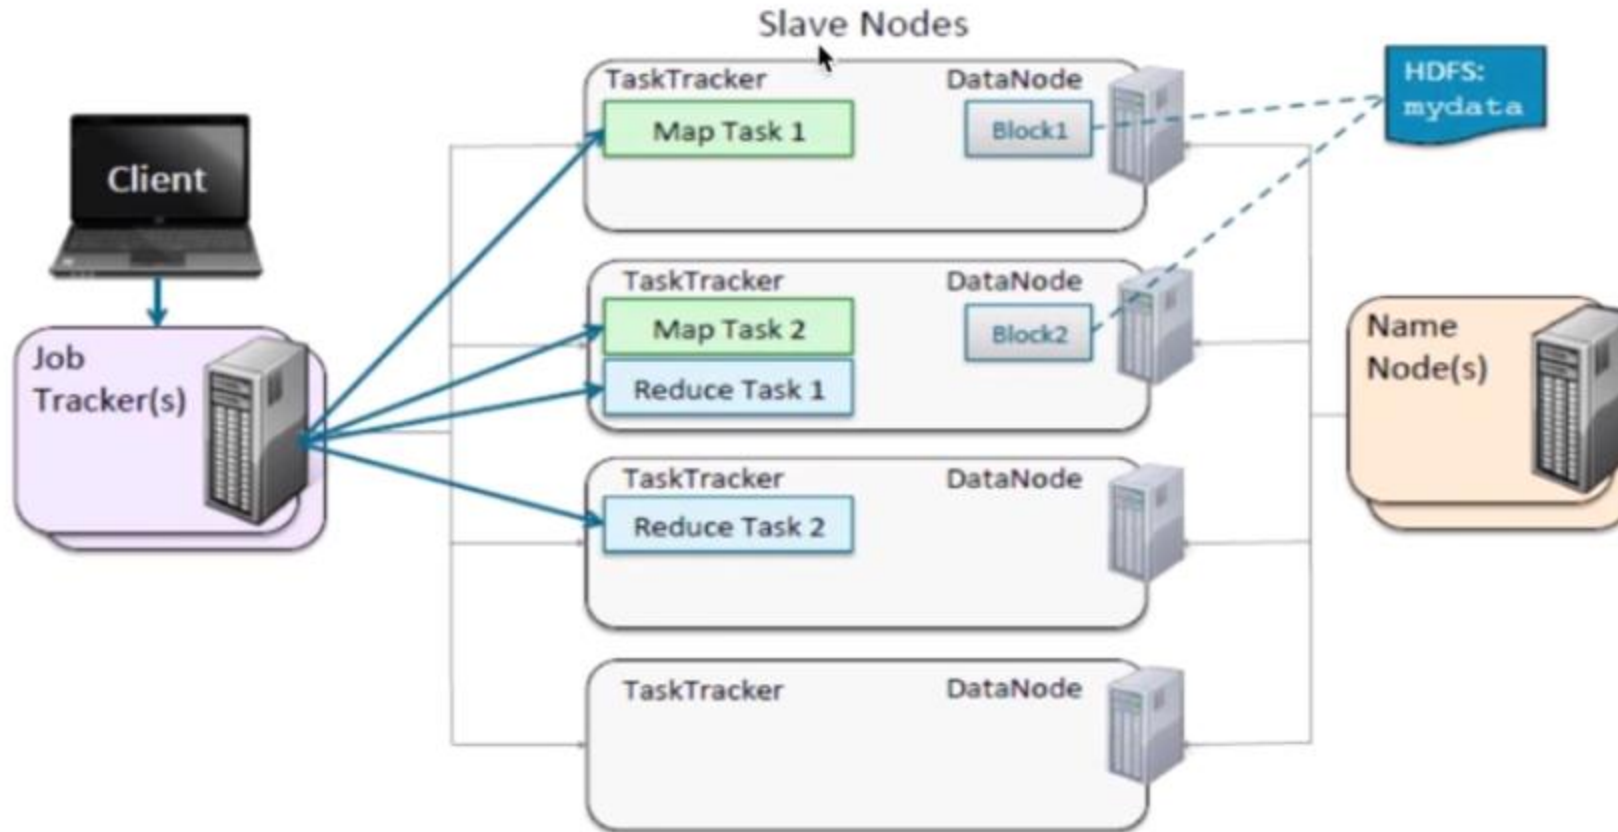 Slave Nodes
Client
Job
Tracker(s)
TaskTracker
DataNode
Map Task 1
Block1
TaskTracker
DataNode
Map Task 2
Block2
Reduce Task 1
TaskTracker
DataNode
Reduce Task 2
TaskTracker
DataNode
HDFS:
mydata
Name
Node(s)